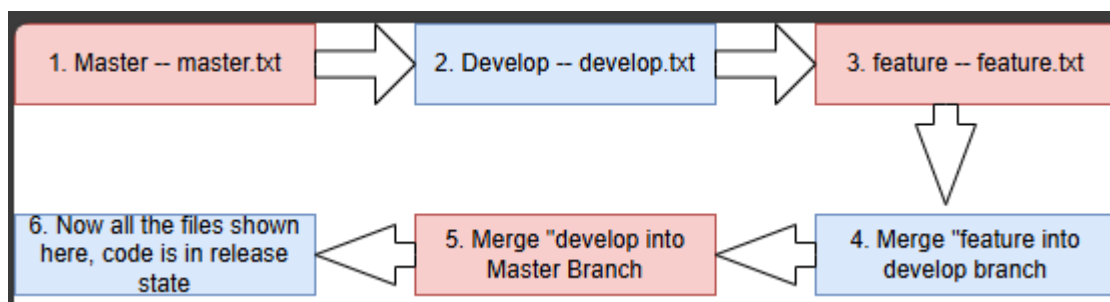 1. Master -- master.txt
2. Develop -- develop.txt
3. feature -- feature.txt
6. Now all the files shown
here, code is in release
state
5. Merge "develop into
Master Branch
4. Merge "feature into
develop branch